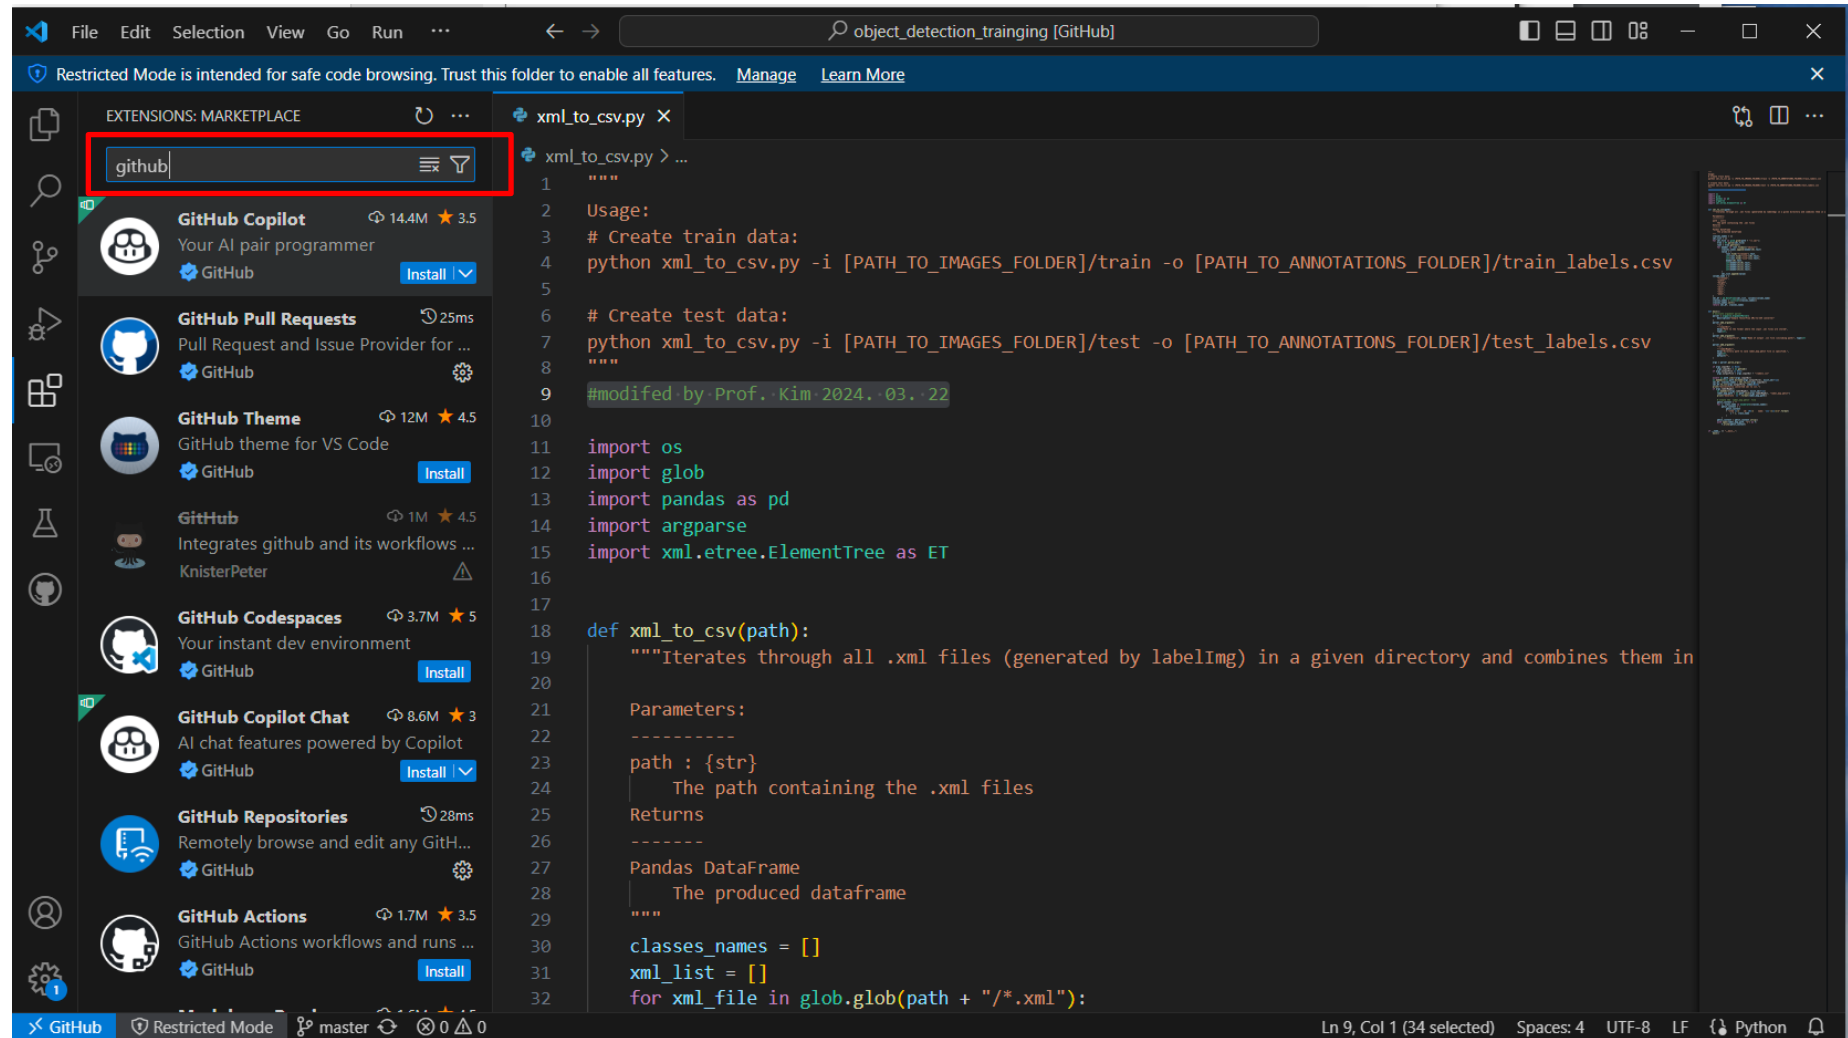 File Edit Selection View Go Run ···
object_detection_trainging [GitHub]
Restricted Mode is intended for safe code browsing. Trust this folder to enable all features. Manage Learn More
EXTENSIONS: MARKETPLACE
github
GitHub Copilot 14.4M 3.5
Your AI pair programmer
GitHub Install
GitHub Pull Requests 25ms
Pull Request and Issue Provider for ...
GitHub
GitHub Theme 12M 4.5
GitHub theme for VS Code
GitHub Install
GitHub 1M 4.5
Integrates github and its workflows ...
KnisterPeter
GitHub Codespaces 3.7M 5
Your instant dev environment
GitHub Install
GitHub Copilot Chat 8.6M 3
AI chat features powered by Copilot
GitHub Install
GitHub Repositories 28ms
Remotely browse and edit any GitH...
GitHub
GitHub Actions 1.7M 3.5
GitHub Actions workflows and runs ...
GitHub Install
1
xml_to_csv.py
xml_to_csv.py > ...
1 """
2 Usage:
3 # Create train data:
4 python xml_to_csv.py -i [PATH_TO_IMAGES_FOLDER]/train -o [PATH_TO_ANNOTATIONS_FOLDER]/train_labels.csv
5
6 # Create test data:
7 python xml_to_csv.py -i [PATH_TO_IMAGES_FOLDER]/test -o [PATH_TO_ANNOTATIONS_FOLDER]/test_labels.csv
8 """
9 #modifed by Prof. Kim 2024. 03. 22
10
11 import os
12 import glob
13 import pandas as pd
14 import argparse
15 import xml.etree.ElementTree as ET
16
17
18 def xml_to_csv(path):
19 """Iterates through all .xml files (generated by labelImg) in a given directory and combines them in
20
21 Parameters:
22 ----------
23 path : {str}
24 The path containing the .xml files
25 Returns
26 -------
27 Pandas DataFrame
28 The produced dataframe
29 """
30 classes_names = []
31 xml_list = []
32 for xml_file in glob.glob(path + "/*.xml"):
GitHub Restricted Mode master 0 0
Ln 9, Col 1 (34 selected) Spaces: 4 UTF-8 LF Python